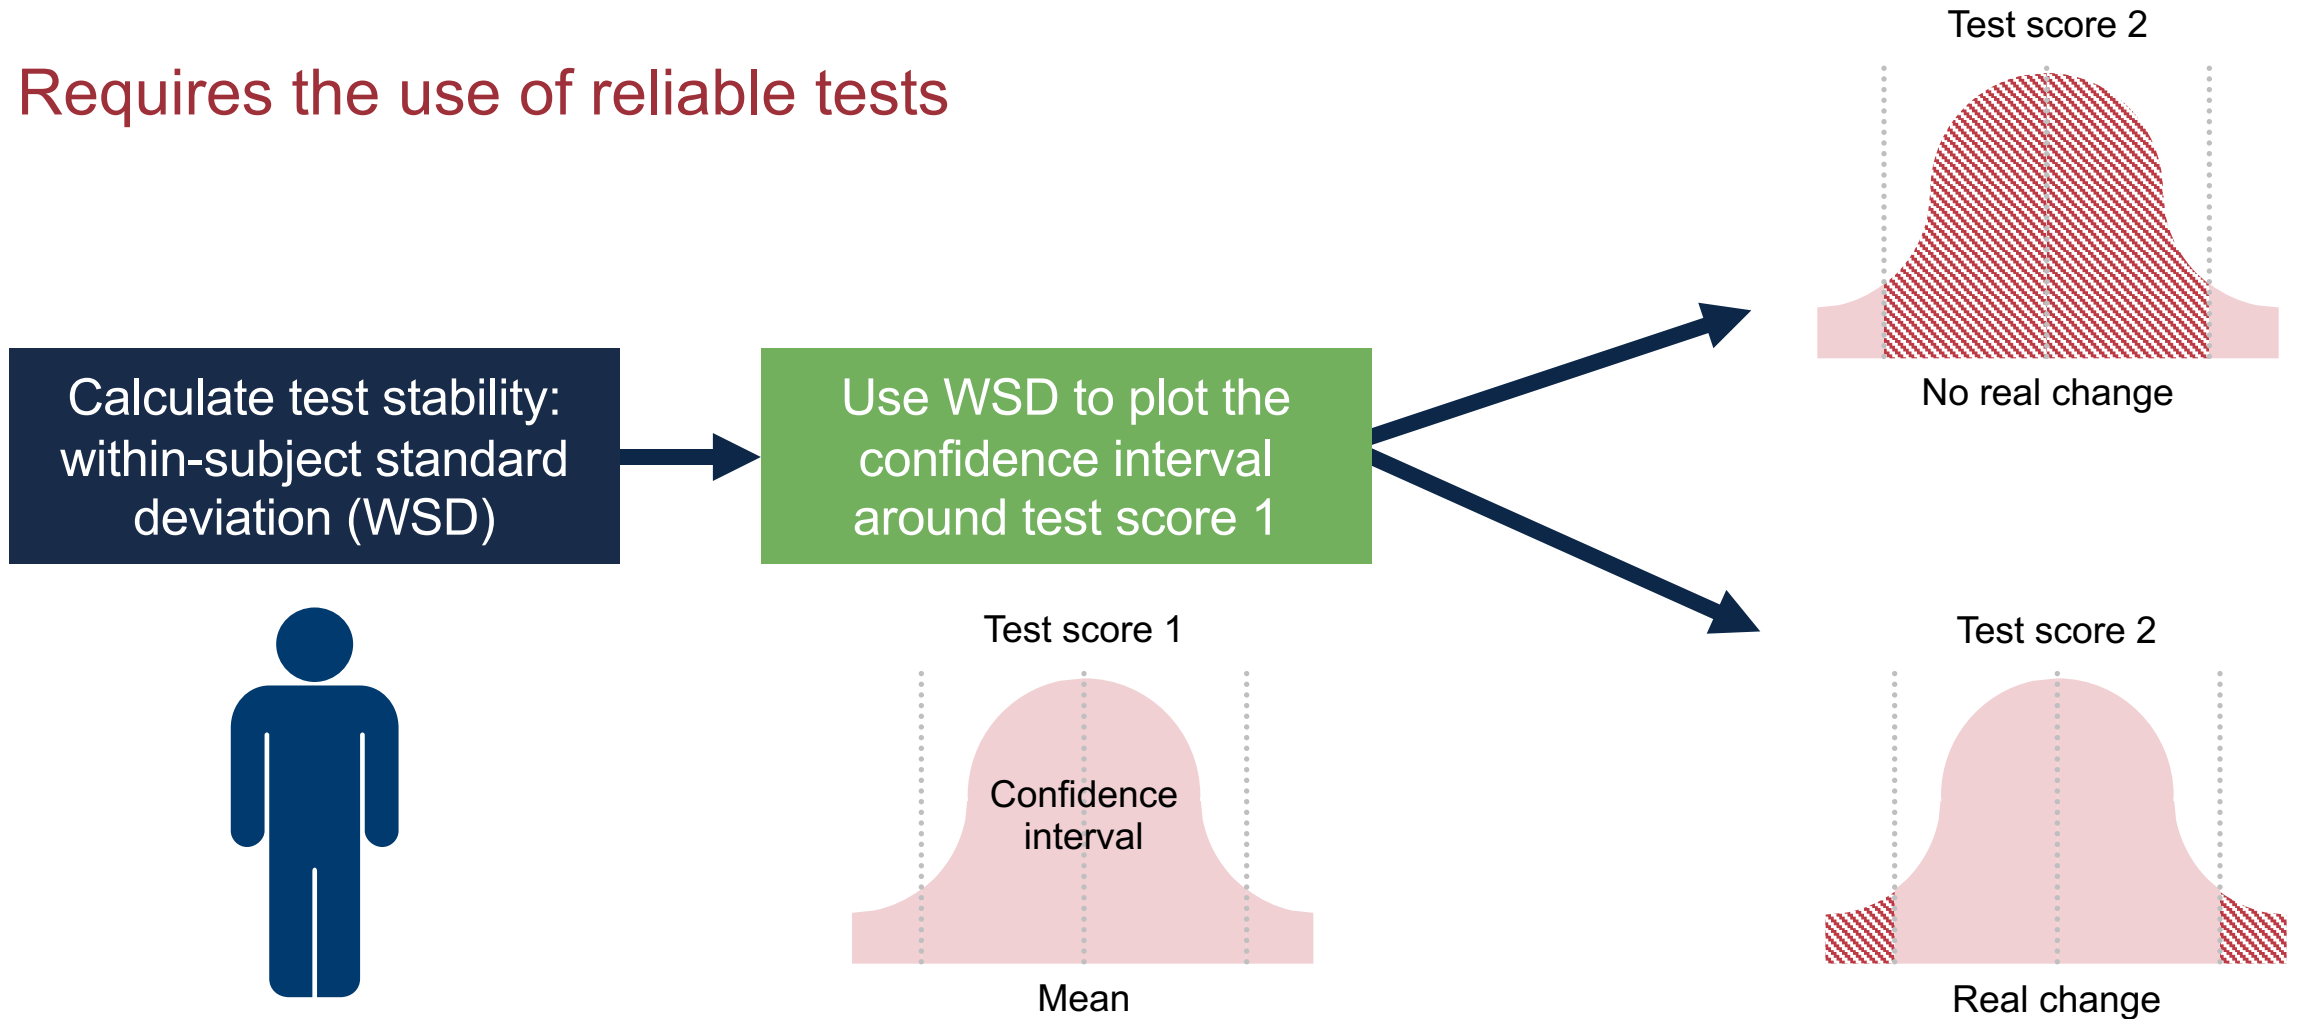 Requires the use of reliable tests
Calculate test stability:
within-subject standard
deviation (WSD)
Use WSD to plot the
confidence interval
around test score 1
Test score 1
Confidence
interval
Mean
Test score 2
No real change
Test score 2
Real change